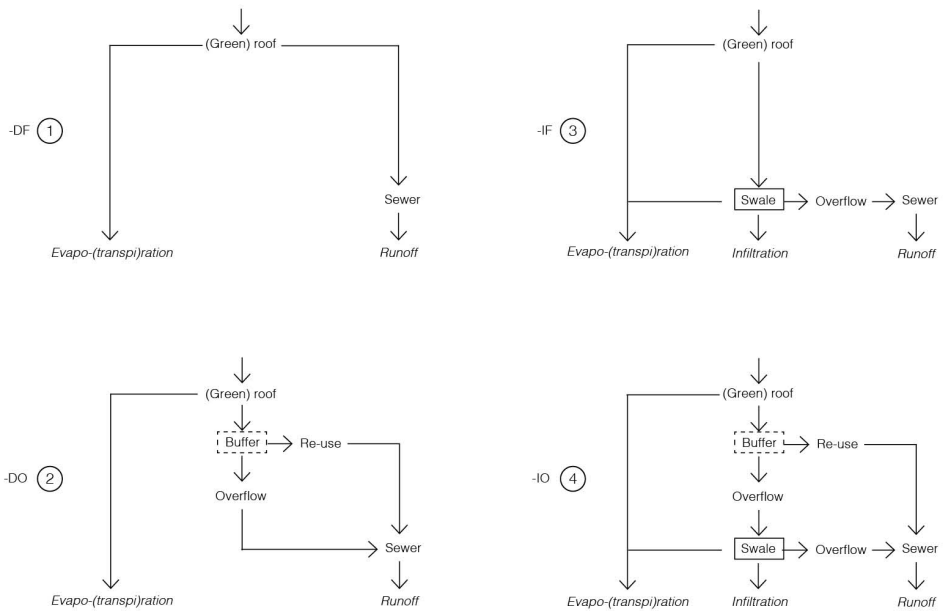 (Green) roof
-DF 1
Sewer
Evapo-(transpi)ration
Runoff
(Green) roof
-IF 3
Swale
Overflow
Sewer
Evapo-(transpi)ration
Infiltration
Runoff
(Green) roof
Buffer
Re-use
-DO 2
Overflow
Sewer
Evapo-(transpi)ration
Runoff
(Green) roof
Buffer
Re-use
-IO 4
Overflow
Swale
Overflow
Sewer
Evapo-(transpi)ration
Infiltration
Runoff